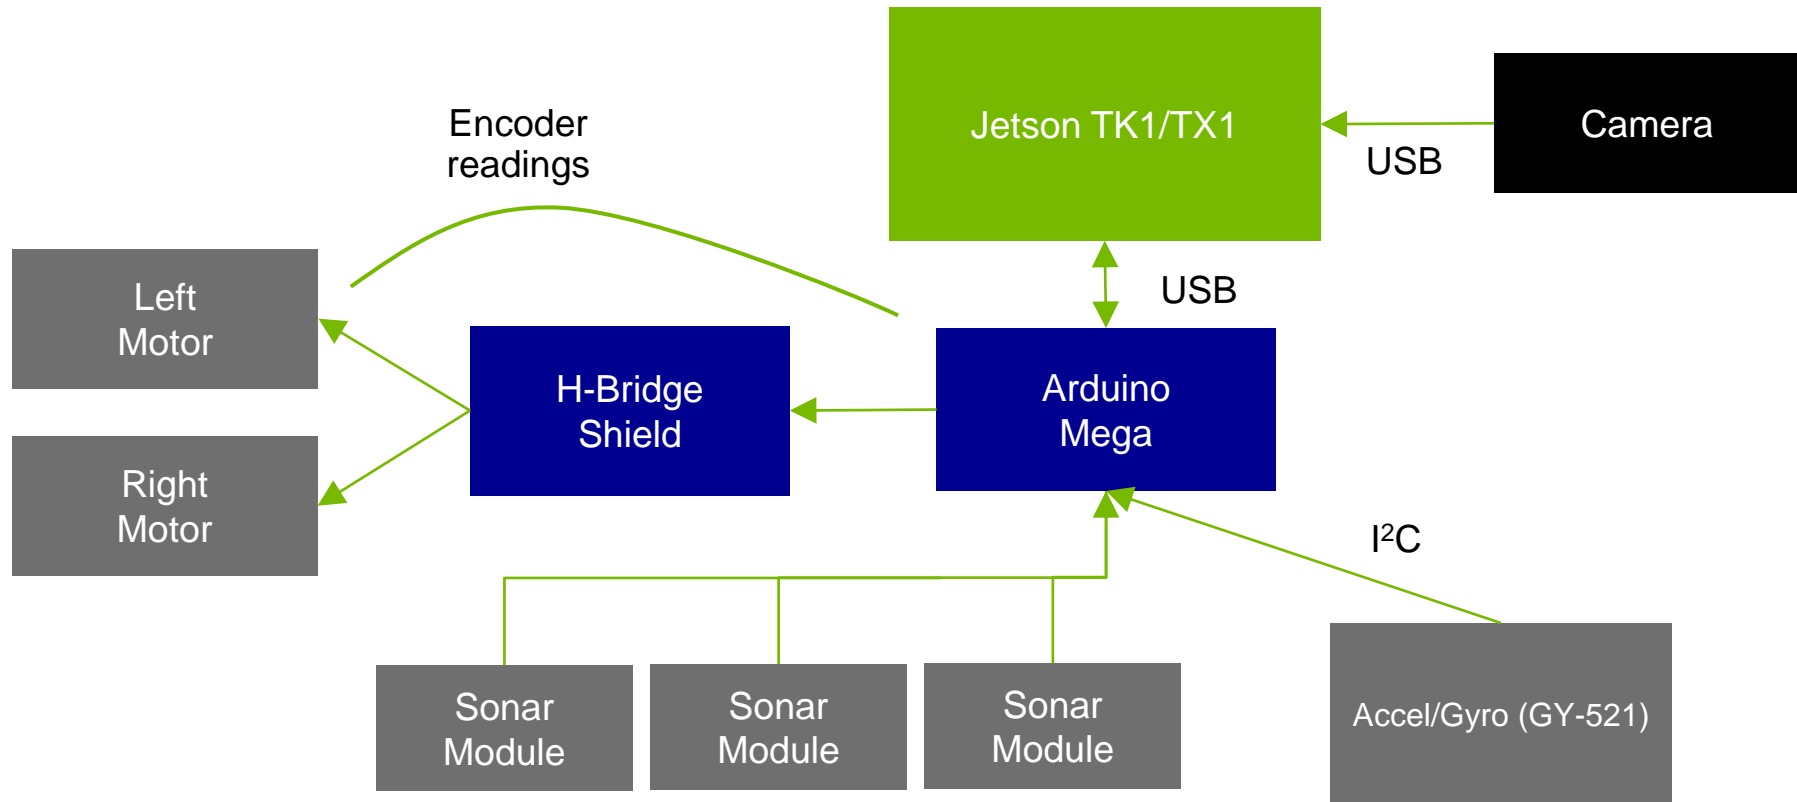 Encoder
readings
Jetson TK1/TX1
Camera
USB
USB
Left
Motor
H-Bridge
Shield
Arduino
Mega
Right
Motor
I²C
Sonar
Module
Sonar
Module
Sonar
Module
Accel/Gyro (GY-521)